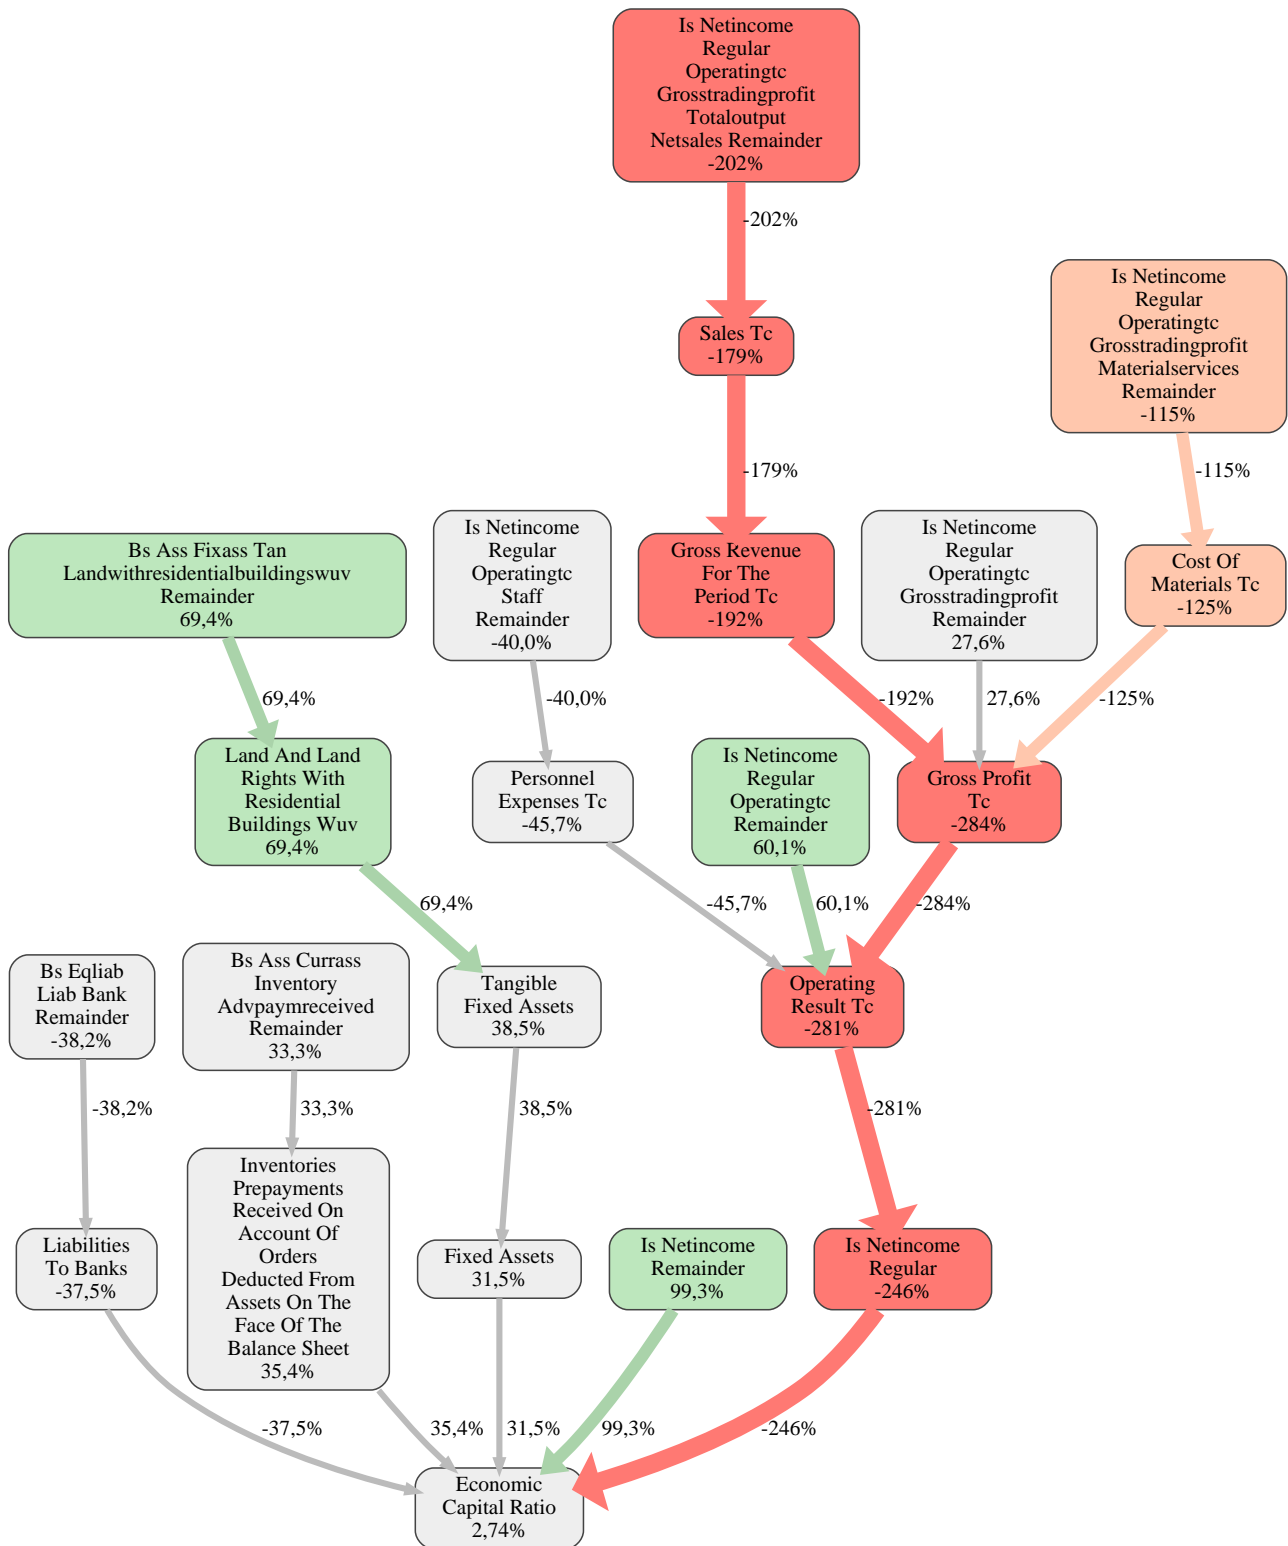 Is Netincome
Regular
Operatingtc
Grosstradingprofit
Totaloutput
Netsales Remainder
-202%
-202%
Is Netincome
Regular
Operatingtc
Grosstradingprofit
Materialservices
Remainder
-115%
Sales Tc
-179%
-179%
-115%
Bs Ass Fixass Tan
Landwithresidentialbuildingswuv
Remainder
69,4%
Is Netincome
Regular
Operatingtc
Staff
Remainder
-40,0%
Gross Revenue
For The
Period Tc
-192%
Is Netincome
Regular
Operatingtc
Grosstradingprofit
Remainder
27,6%
Cost Of
Materials Tc
-125%
69,4%
-40,0%
-192%
27,6%
-125%
Land And Land
Rights With
Residential
Buildings Wuv
69,4%
Personnel
Expenses Tc
-45,7%
Is Netincome
Regular
Operatingtc
Remainder
60,1%
Gross Profit
Tc
-284%
69,4%
-45,7%
60,1%
-284%
Bs Eqliab
Liab Bank
Remainder
-38,2%
Bs Ass Currass
Inventory
Advpaymreceived
Remainder
33,3%
Tangible
Fixed Assets
38,5%
Operating
Result Tc
-281%
-38,2%
33,3%
38,5%
-281%
Liabilities
To Banks
-37,5%
Inventories
Prepayments
Received On
Account Of
Orders
Deducted From
Assets On The
Face Of The
Balance Sheet
35,4%
Fixed Assets
31,5%
Is Netincome
Remainder
99,3%
Is Netincome
Regular
-246%
-37,5%
35,4%
31,5%
99,3%
-246%
Economic
Capital Ratio
2,74%